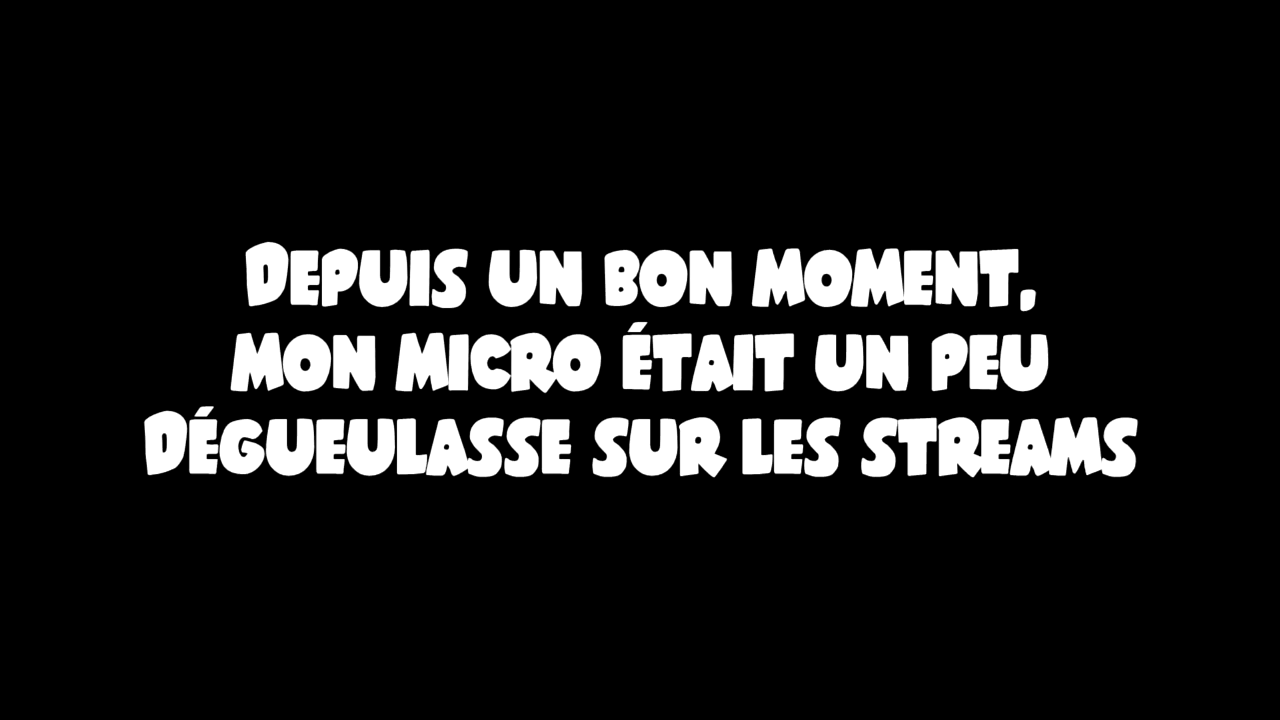 Depuis un bon moment,
mon micro était un peu
Dégueulasse sur les streams